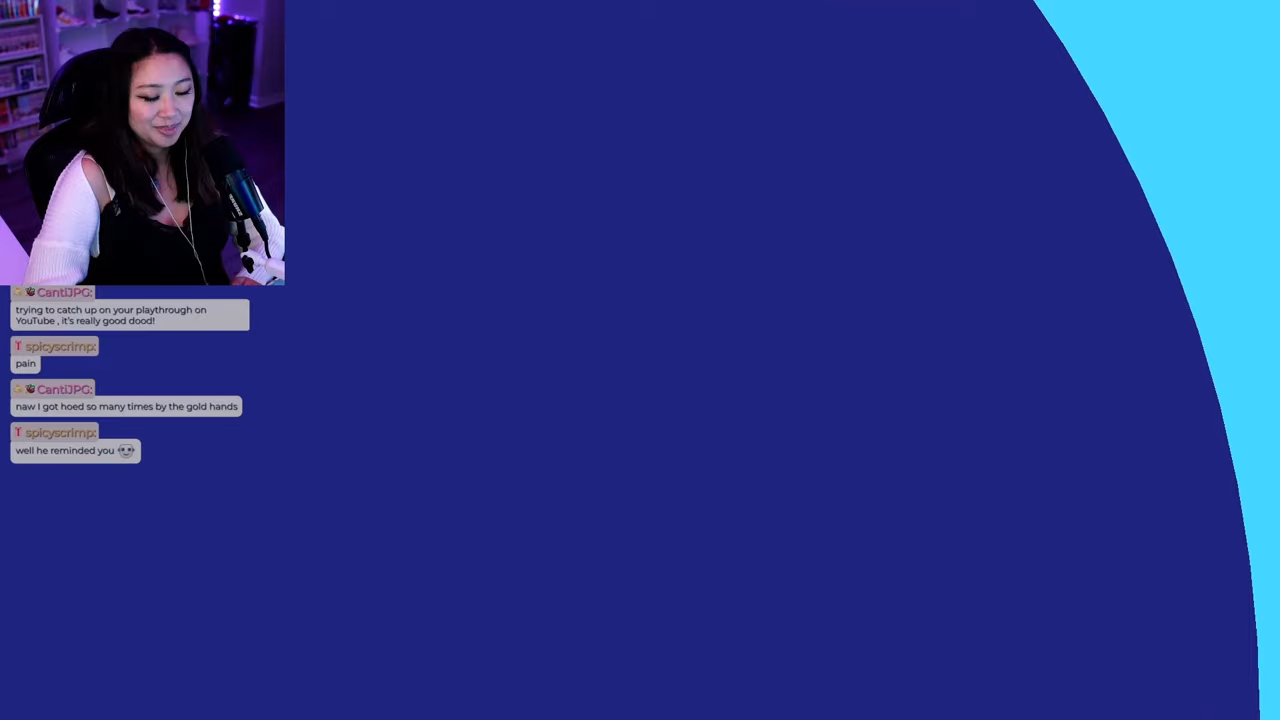 CantiJPG:
trying to catch up on your playthrough on
YouTube , it's really good dood!
spicyscrimp:
pain
CantiJPG:
naw I got hoed so many times by the gold hands
spicyscrimp:
well he reminded you